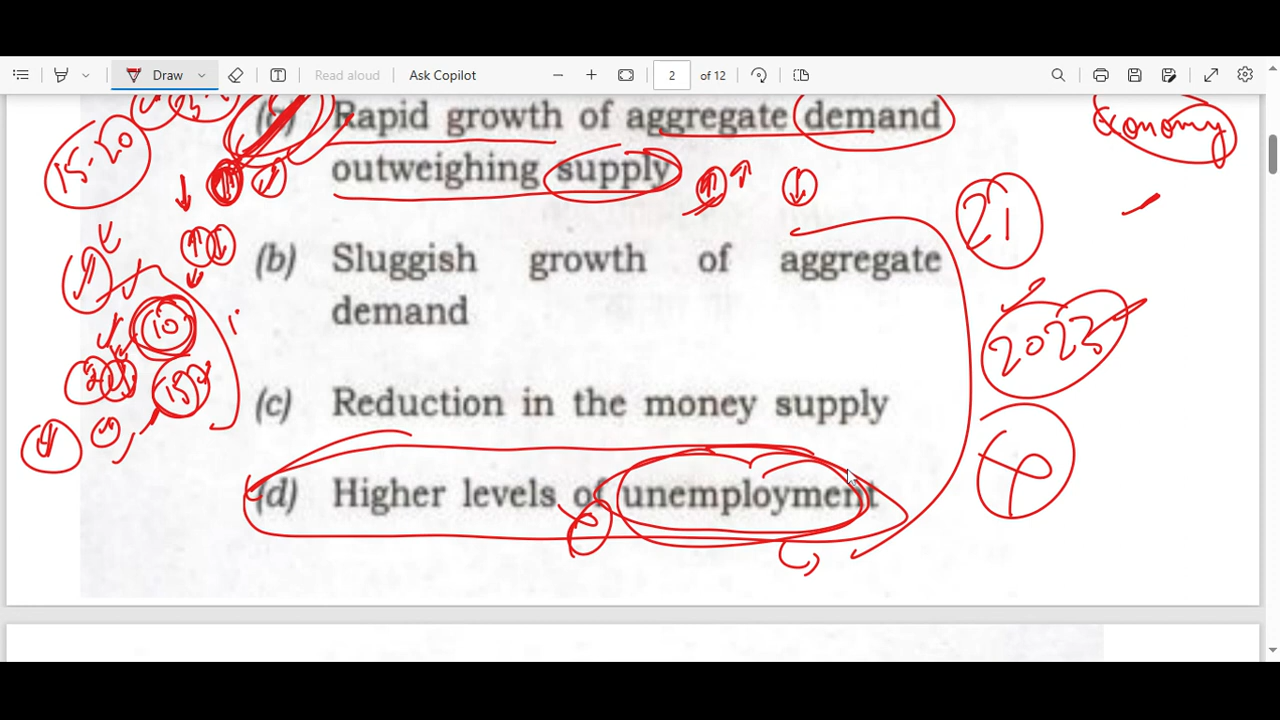 Draw
Read aloud
Ask Copilot
2
of 12
(a) Rapid growth of aggregate demand
outweighing supply
(b) Sluggish growth of aggregate
demand
(c) Reduction in the money supply
(d) Higher levels of unemployment
Economy
15-20
21
2023
10